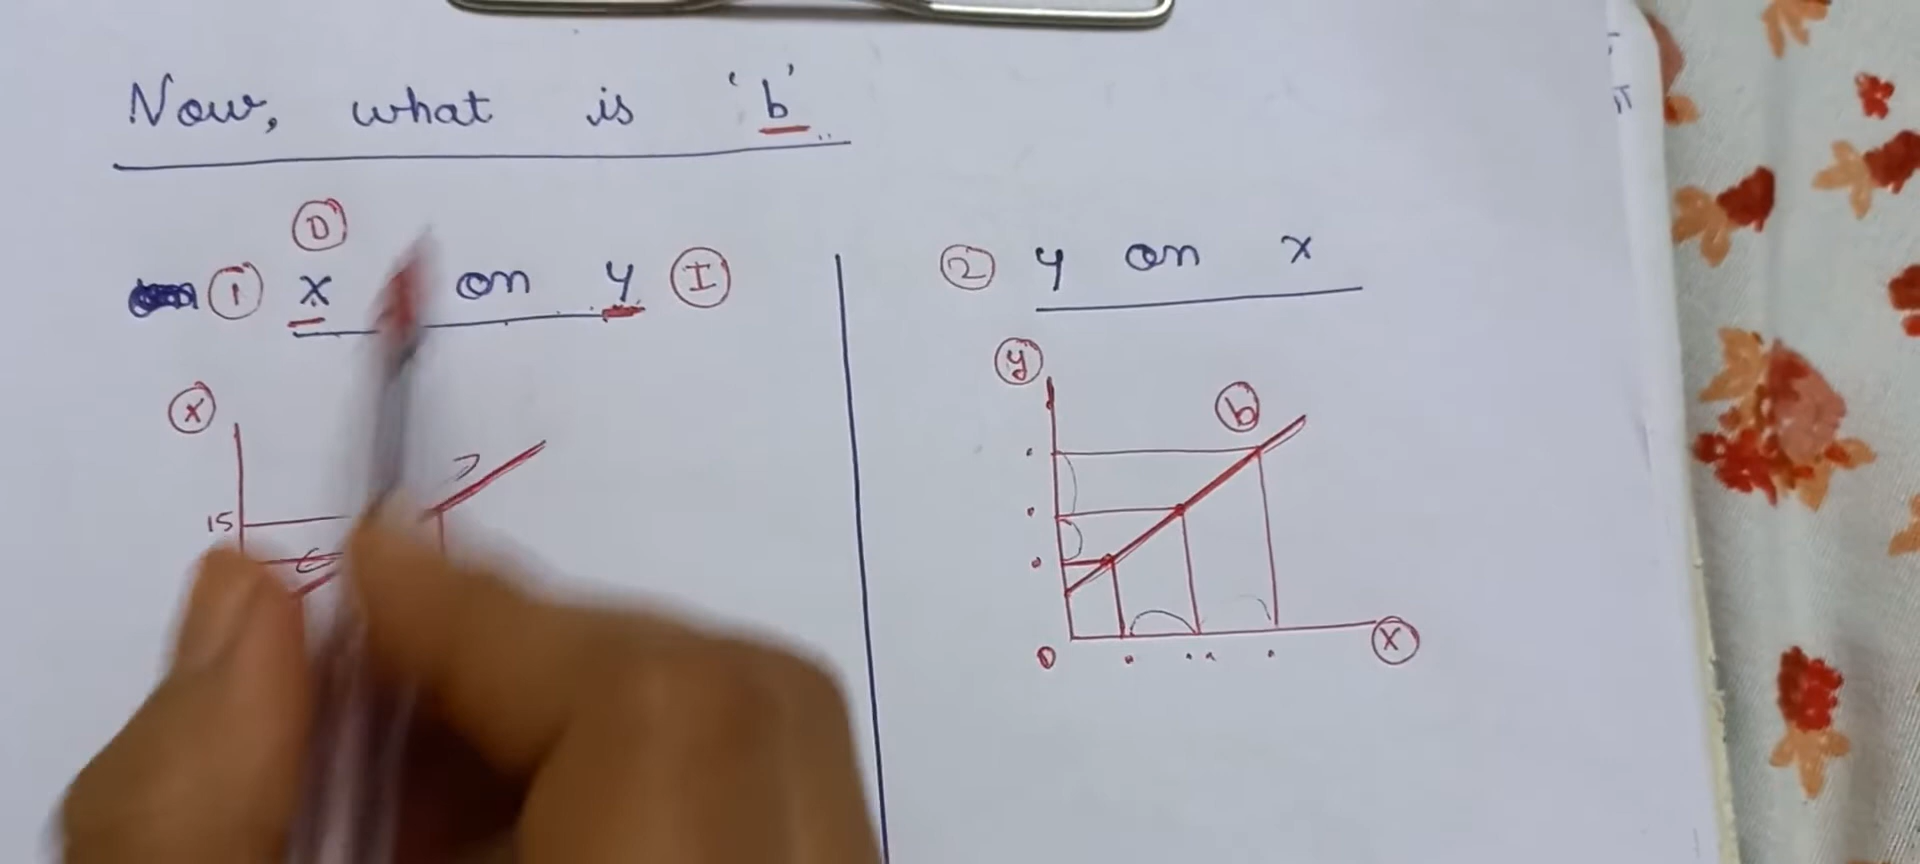 Now, what is 'b'
D
① x on y I
x
15
② y on x
y
b
0
x